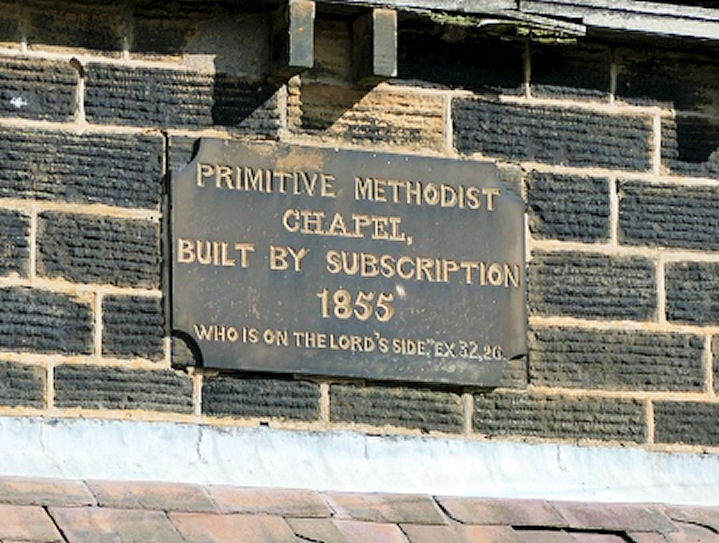 PRIMITIVE METHODIST
CHAPEL,
BUILT BY SUBSCRIPTION
1855
WHO IS ON THE LORD'S SIDE," EX. 32, 26.